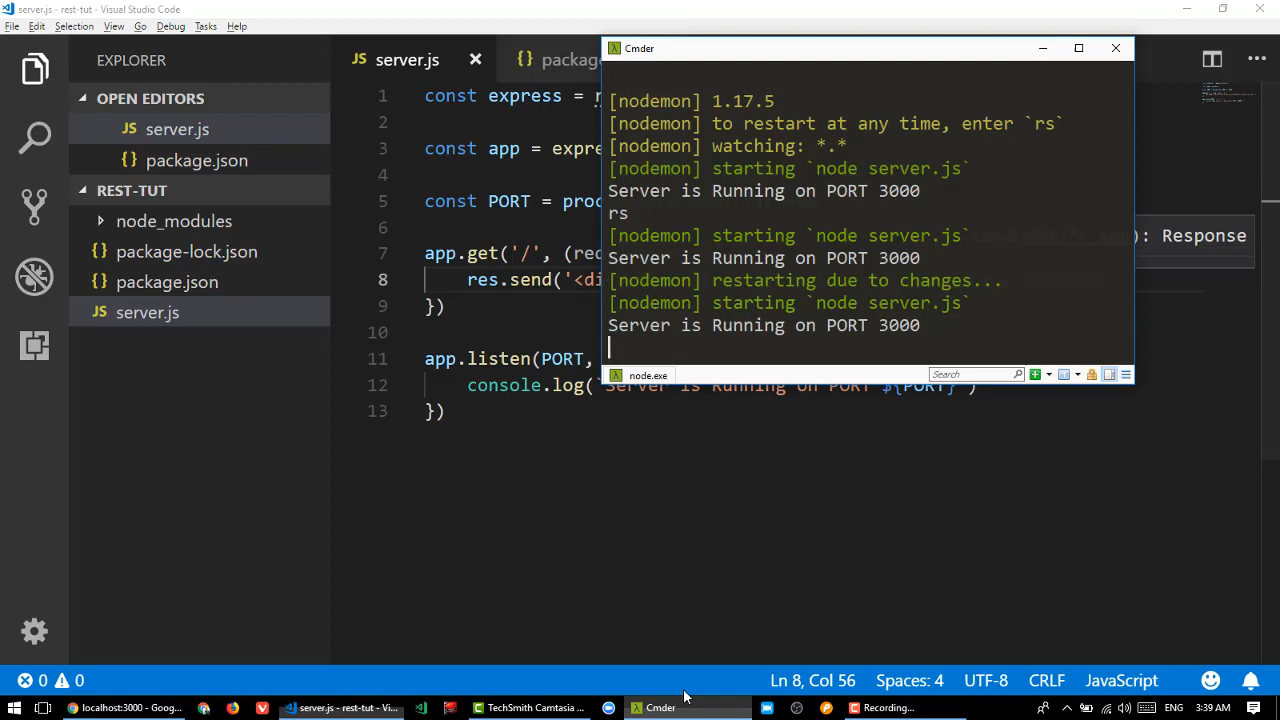 server.js - rest-tut - Visual Studio Code
File Edit Selection View Go Debug Tasks Help
EXPLORER
OPEN EDITORS
JS server.js
{} package.json
REST-TUT
node_modules
{} package-lock.json
{} package.json
JS server.js
JS server.js
{} packag
1 const express =
2
3 const app = expre
4
5 const PORT = proc
6
7 app.get('/', (req
8 res.send('<di
9 })
10
11 app.listen(PORT,
12 console.log(`Server is Running on PORT ${PORT}`)
13 })
): Response
Cmder
[nodemon] 1.17.5
[nodemon] to restart at any time, enter `rs`
[nodemon] watching: *.*
[nodemon] starting `node server.js`
Server is Running on PORT 3000
rs
[nodemon] starting `node server.js`
Server is Running on PORT 3000
[nodemon] restarting due to changes...
[nodemon] starting `node server.js`
Server is Running on PORT 3000
node.exe
Search
0 0
Ln 8, Col 56 Spaces: 4 UTF-8 CRLF JavaScript
localhost:3000 - Goog... server.js - rest-tut - Vi... TechSmith Camtasia ... Cmder Recording... ENG 3:39 AM